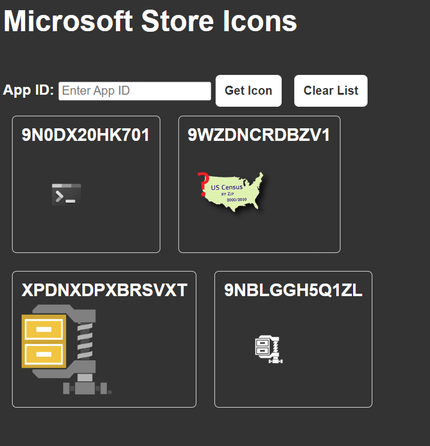 Microsoft Store Icons
App ID: Enter App ID Get Icon Clear List
9N0DX20HK701 9WZDNCRDBZV1
US Census
BY Zip
2000/2010
XPDNXDPXBRSVXT 9NBLGGH5Q1ZL